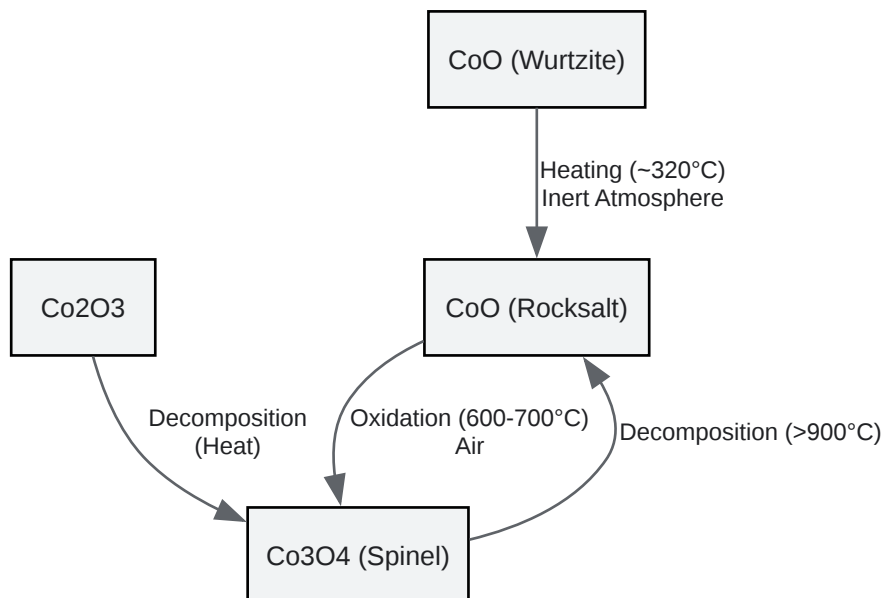 CoO (Wurtzite)
Heating (~320°C)
Inert Atmosphere
Co2O3
CoO (Rocksalt)
Decomposition
(Heat)
Oxidation (600-700°C)
Air
Decomposition (>900°C)
Co3O4 (Spinel)